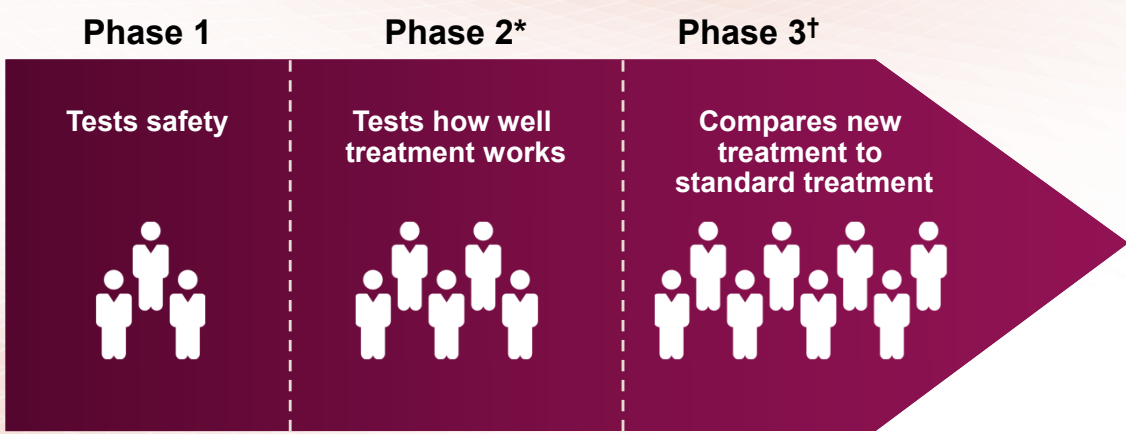 Phase 1
Phase 2*
Phase 3†
Tests safety
Tests how well
treatment works
Compares new
treatment to
standard treatment